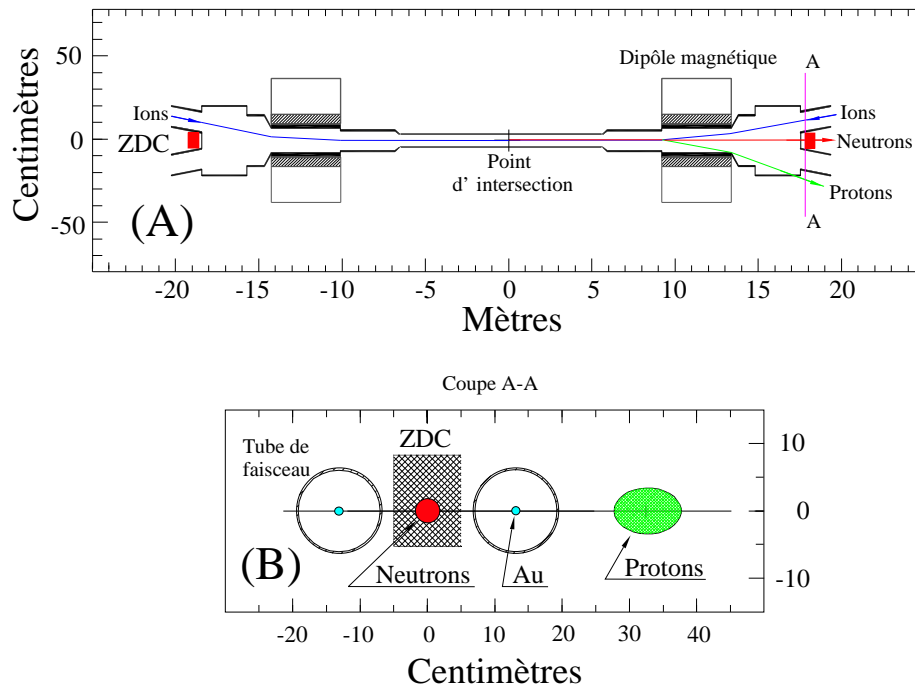 50
0
-50
Centimètres
(A)
Dipôle magnétique
A
Ions
ZDC
Ions
Neutrons
Protons
Point
d' intersection
A
-20
-15
-10
-5
0
5
10
15
20
Mètres
Coupe A-A
Tube de
faisceau
ZDC
10
0
-10
(B)
Neutrons
Au
Protons
-20
-10
0
10
20
30
40
Centimètres